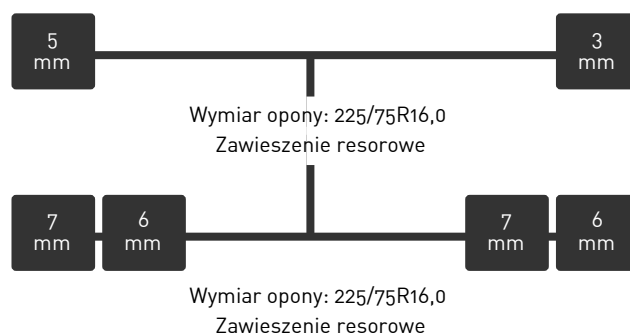 5
mm
3
mm
Wymiar opony: 225/75R16,0
Zawieszenie resorowe
7
mm
6
mm
7
mm
6
mm
Wymiar opony: 225/75R16,0
Zawieszenie resorowe